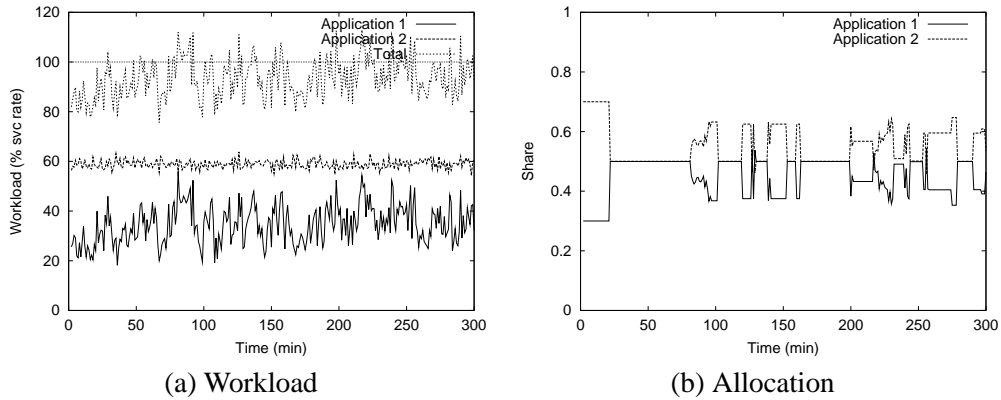 Workload (% svc rate)
120
100
80
60
40
20
0
Application 1
Application 2
Total
0 50 100 150 200 250 300
Time (min)
(a) Workload
Share
1
0.8
0.6
0.4
0.2
0
Application 1
Application 2
0 50 100 150 200 250 300
Time (min)
(b) Allocation